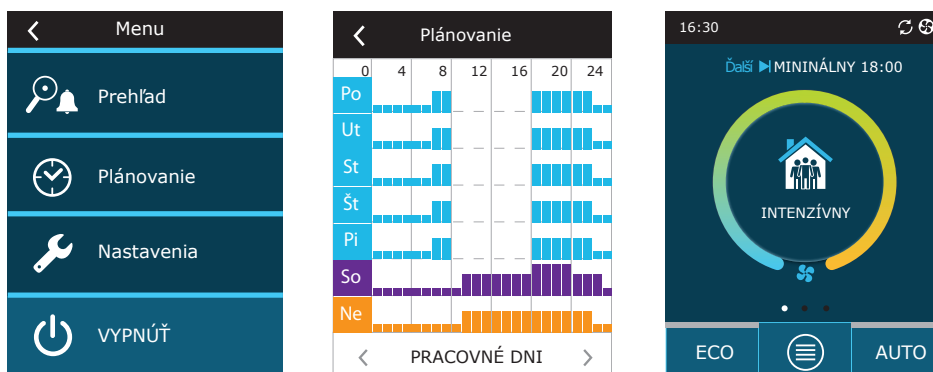 Menu
Prehľad
Plánovanie
Nastavenia
VYPNÚŤ
Plánovanie
0 4 8 12 16 20 24
Po
Ut
St
Št
Pi
So
Ne
PRACOVNÉ DNI
16:30
Ďalší MININÁLNY 18:00
INTENZÍVNY
ECO AUTO